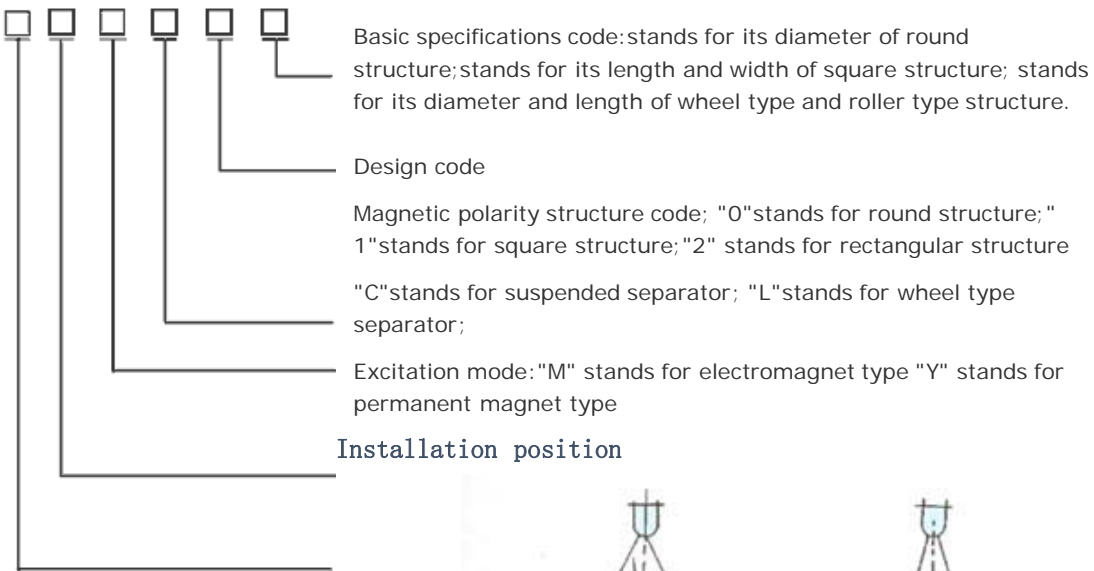 Basic specifications code:stands for its diameter of round
structure;stands for its length and width of square structure; stands
for its diameter and length of wheel type and roller type structure.
Design code
Magnetic polarity structure code; "0"stands for round structure;"
1"stands for square structure;"2" stands for rectangular structure
"C"stands for suspended separator; "L"stands for wheel type
separator;
Excitation mode:"M" stands for electromagnet type "Y" stands for
permanent magnet type
Installation position